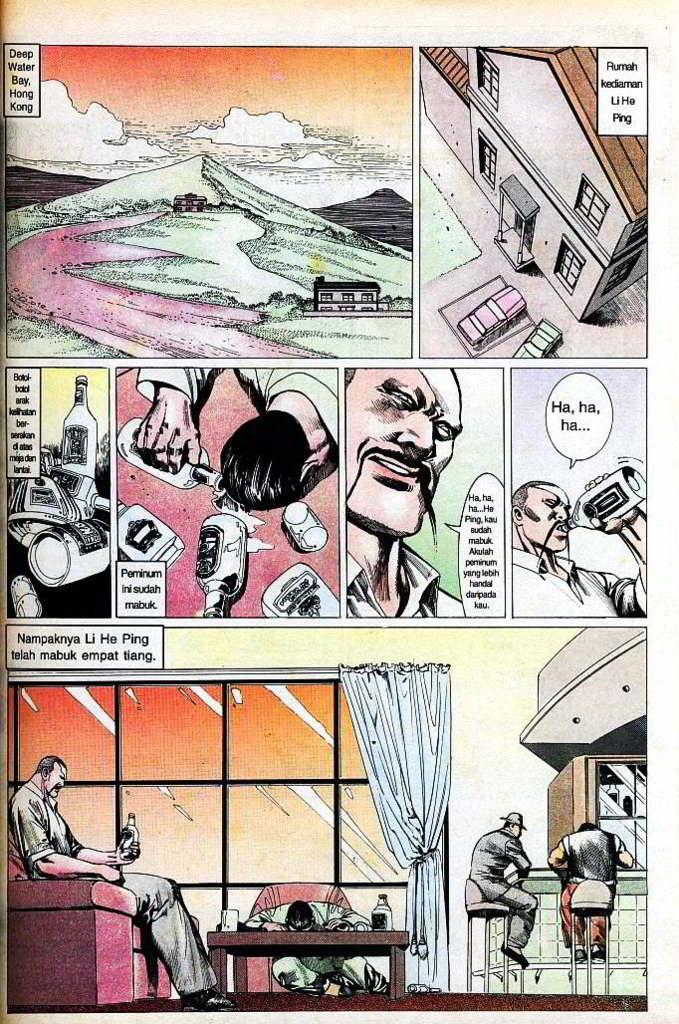 Deep
Water
Bay,
Hong
Kong
Rumah
kediaman
Li He
Ping
Botol-
botol
arak
kelihatan
ber-
serakan
di atas
meja dan
lantai.
Peminum
ini sudah
mabuk.
Ha, ha,
ha...He
Ping, kau
sudah
mabuk.
Akulah
peminum
yang lebih
handal
daripada
kau.
Ha, ha,
ha...
Nampaknya Li He Ping
telah mabuk empat tiang.